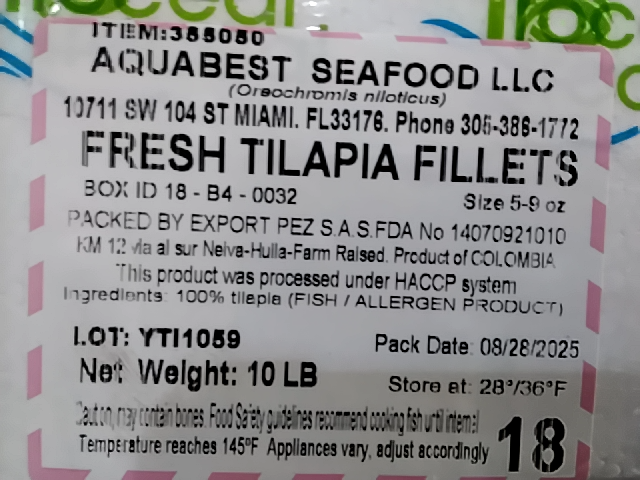 ITEM:385050
AQUABEST SEAFOOD LLC
(Oreochromis niloticus)
10711 SW 104 ST MIAMI. FL33176. Phone 305-386-1772
FRESH TILAPIA FILLETS
BOX ID 18 - B4 - 0032
Size 5-9 oz
PACKED BY EXPORT PEZ S.A.S.FDA No 14070921010
KM 12 via al sur Neiva-Huila-Farm Raised. Product of COLOMBIA
This product was processed under HACCP system
Ingredients: 100% tilapia (FISH / ALLERGEN PRODUCT)
LOT: YTI1059
Pack Date: 08/28/2025
Net Weight: 10 LB
Store at: 28°/36°F
Caution, may contain bones. Food Safety guidelines recommend cooking fish until internal
Temperature reaches 145°F Appliances vary, adjust accordingly
18